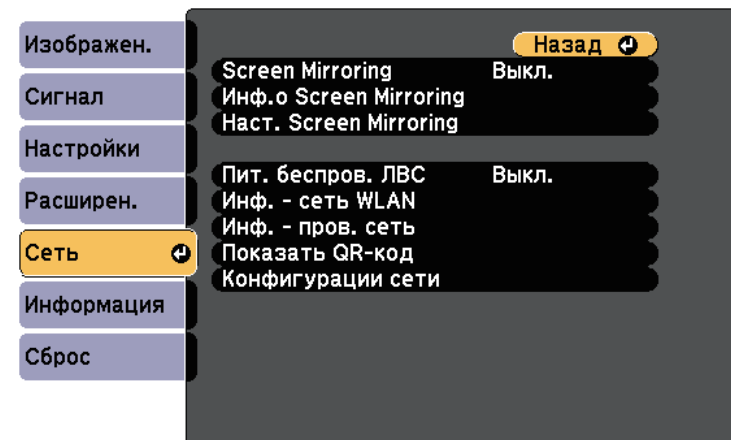 Изображен.
Сигнал
Настройки
Расширен.
Сеть
Информация
Сброс
Назад
Screen Mirroring Выкл.
Инф.о Screen Mirroring
Наст. Screen Mirroring
Пит. беспров. ЛВС Выкл.
Инф. - сеть WLAN
Инф. - пров. сеть
Показать QR-код
Конфигурации сети